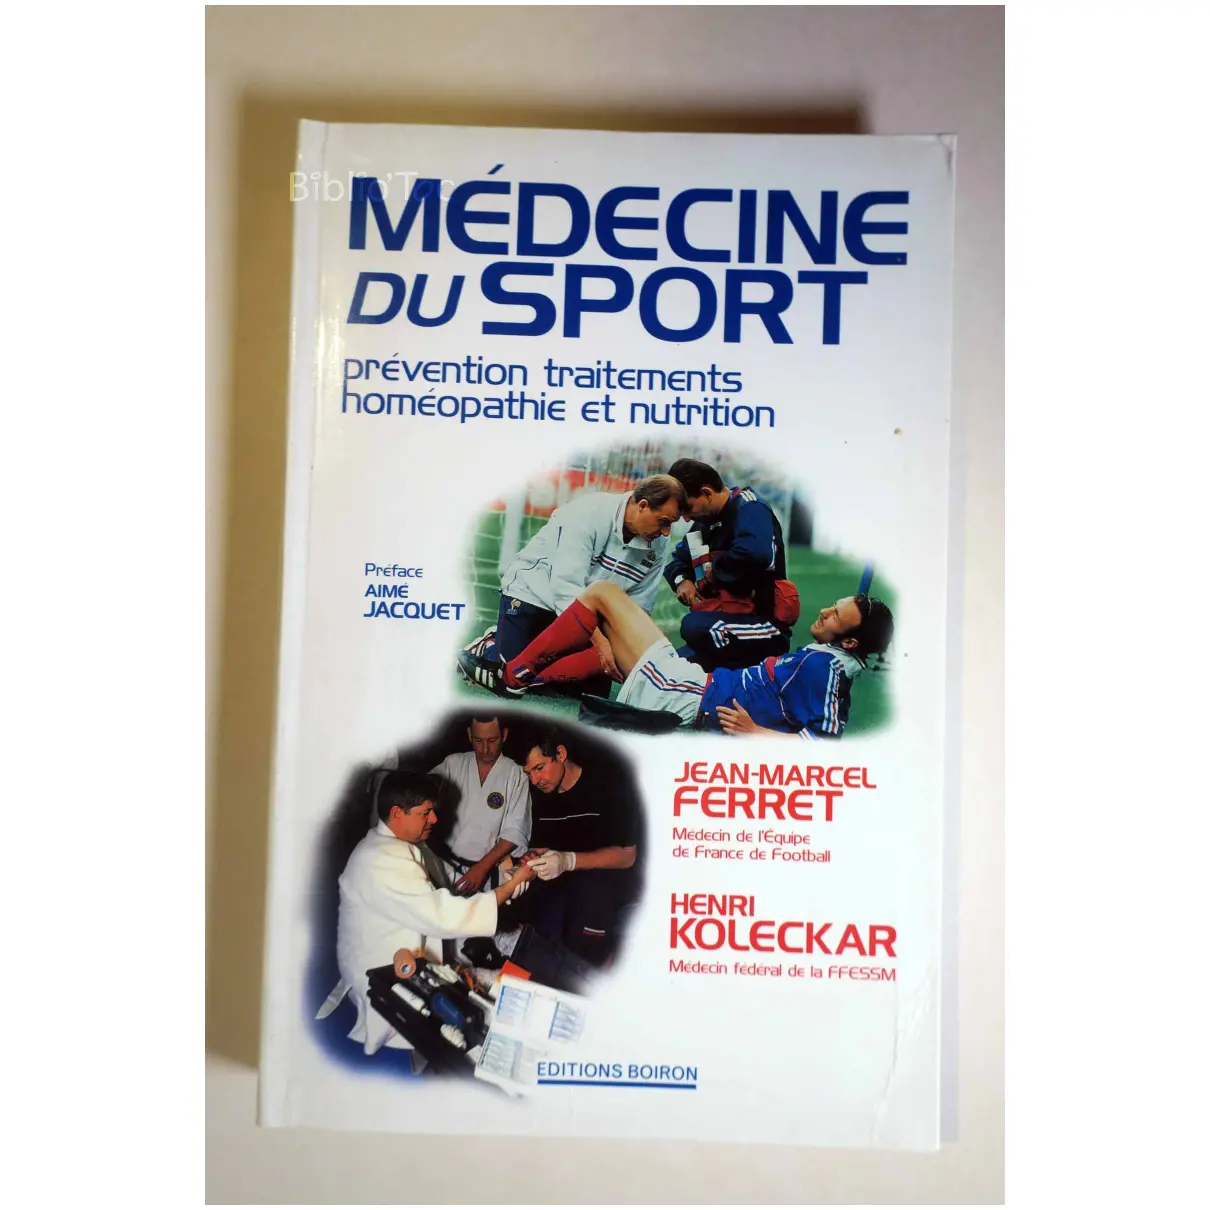 Biblio'Toc
MÉDECINE
DU SPORT
prévention traitements
homéopathie et nutrition
Préface
AIMÉ
JACQUET
JEAN-MARCEL
FERRET
Médecin de l'Équipe
de France de Football
HENRI
KOLECKAR
Médecin fédéral de la FFESSM
EDITIONS BOIRON